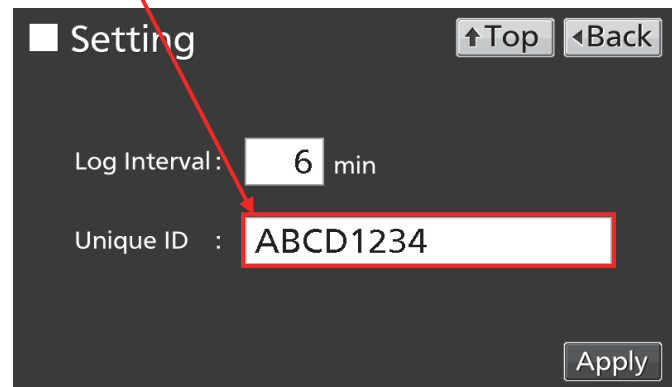 Setting
↑Top
◂Back
Log Interval: 6 min
Unique ID : ABCD1234
Apply